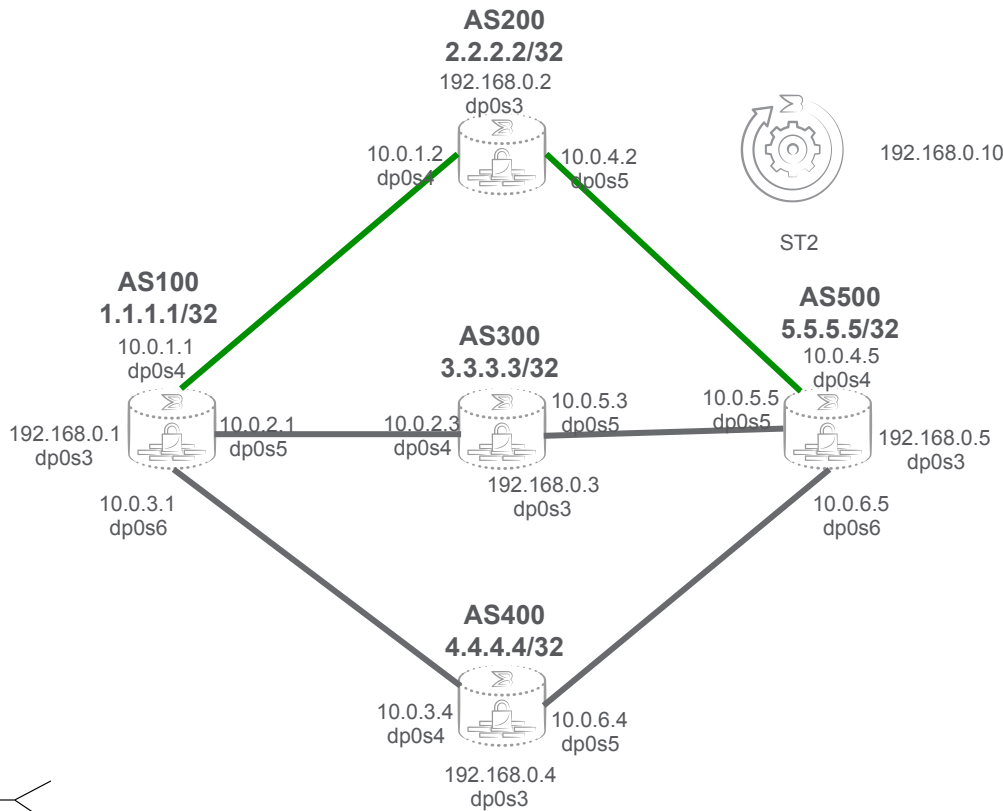 AS200
2.2.2.2/32
192.168.0.2
dp0s3
10.0.1.2
dp0s4
10.0.4.2
dp0s5
192.168.0.10
ST2
AS100
1.1.1.1/32
10.0.1.1
dp0s4
AS300
3.3.3.3/32
AS500
5.5.5.5/32
10.0.4.5
dp0s4
192.168.0.1
dp0s3
10.0.2.1
dp0s5
10.0.2.3
dp0s4
10.0.5.3
dp0s5
10.0.5.5
dp0s5
192.168.0.5
dp0s3
192.168.0.3
dp0s3
10.0.3.1
dp0s6
10.0.6.5
dp0s6
AS400
4.4.4.4/32
10.0.3.4
dp0s4
10.0.6.4
dp0s5
192.168.0.4
dp0s3